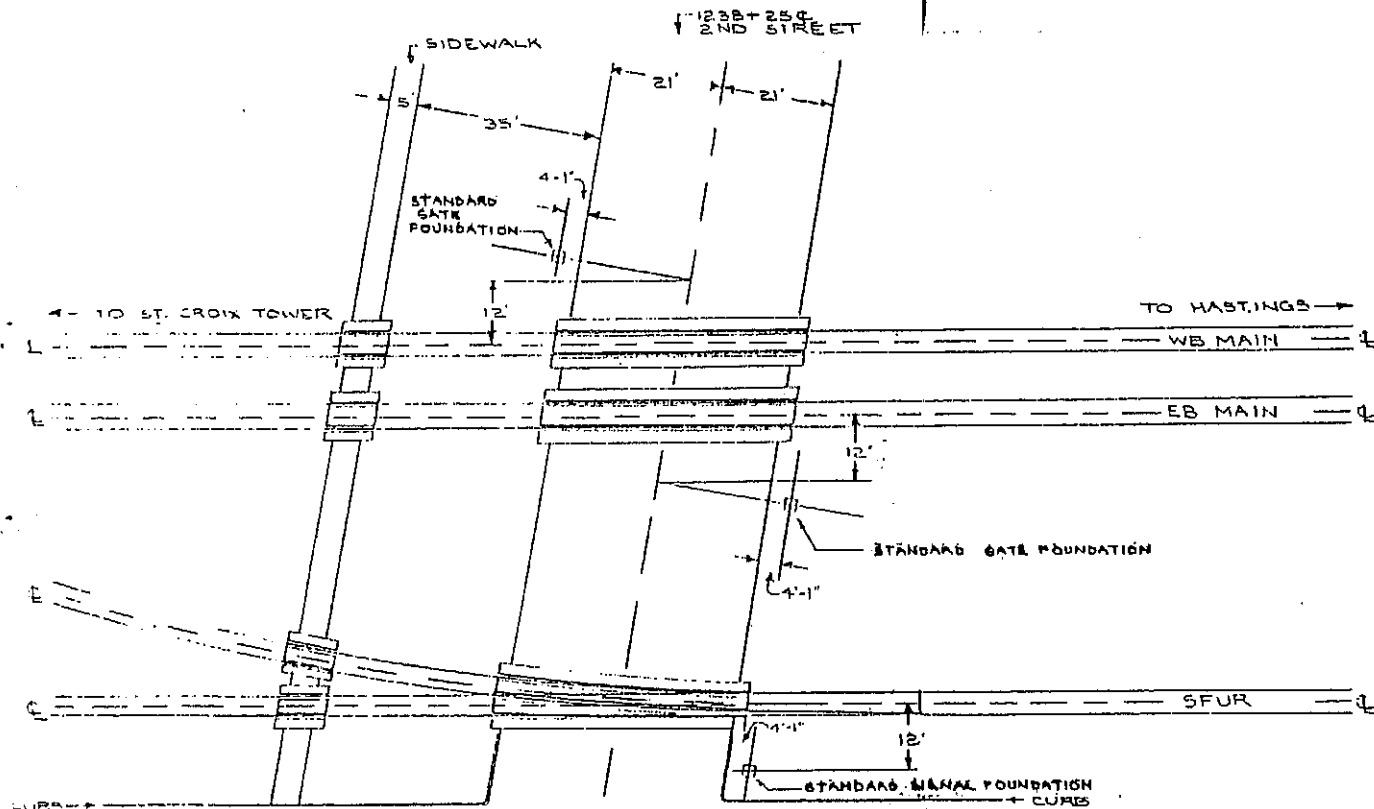 1238+25 ℄
2ND STREET
SIDEWALK
21'
21'
5'
35'
4-1"
STANDARD
GATE
FOUNDATION
12'
TO ST. CROIX TOWER
TO HASTINGS
WB MAIN
℄
℄
EB MAIN
℄
12'
STANDARD GATE FOUNDATION
4'-1"
℄
℄
SPUR
℄
4'-1"
12'
STANDARD SIGNAL FOUNDATION
CURB
CURB